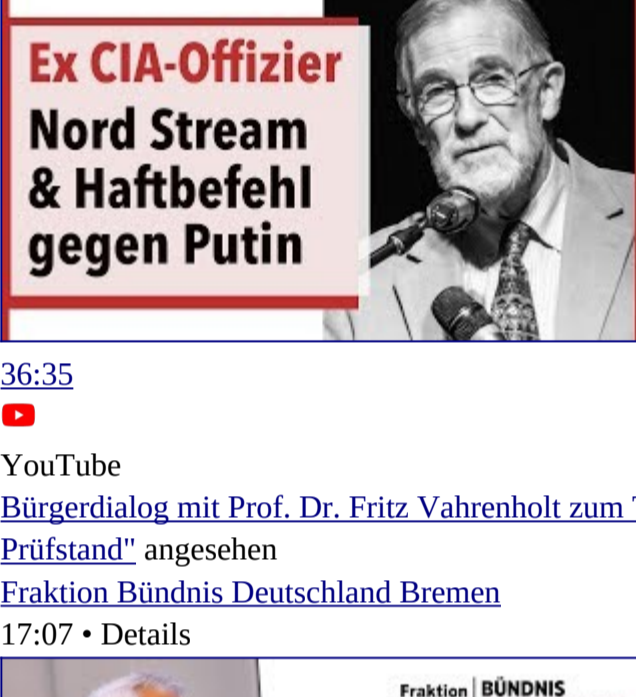 Ex CIA-Offizier
Nord Stream
& Haftbefehl
gegen Putin
36:35
YouTube
Bürgerdialog mit Prof. Dr. Fritz Vahrenholt zum
Prüfstand" angesehen
Fraktion Bündnis Deutschland Bremen
17:07 • Details
Fraktion | BÜNDNIS